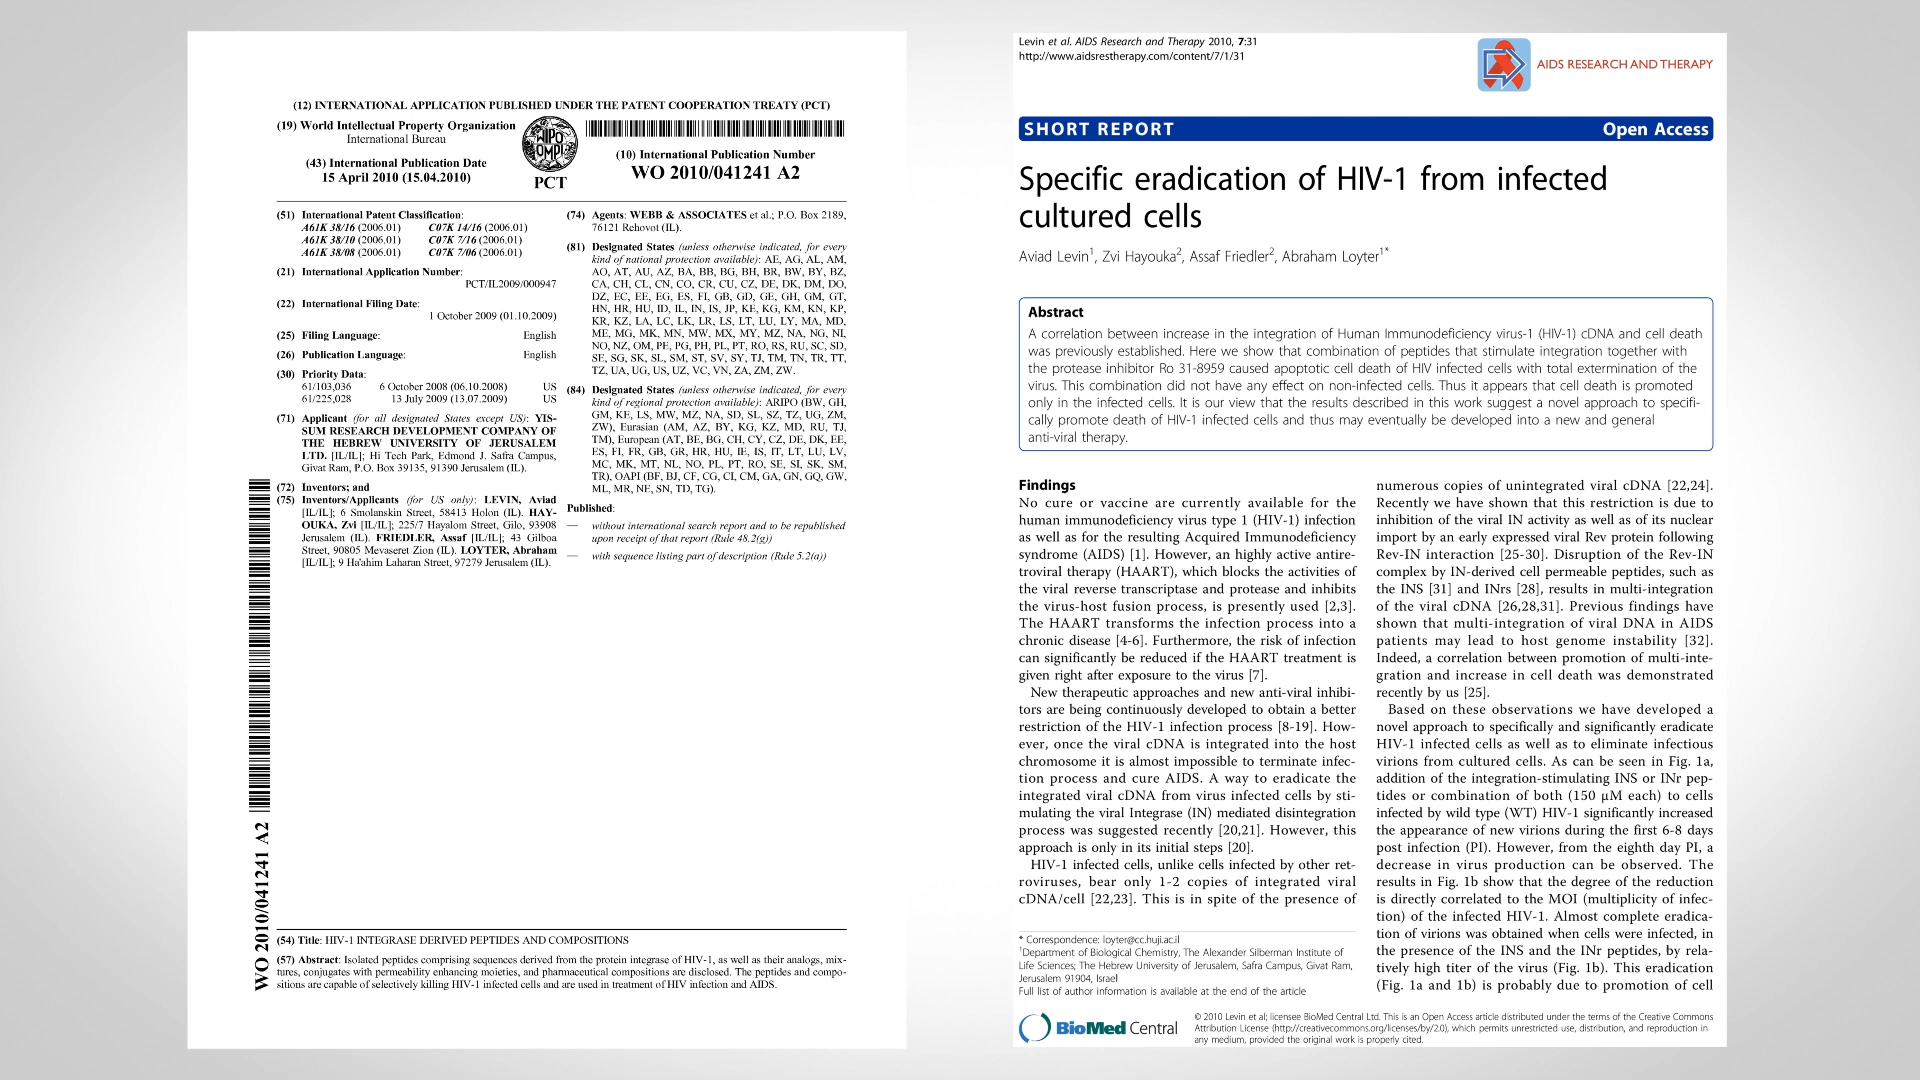 (12) INTERNATIONAL APPLICATION PUBLISHED UNDER THE PATENT COOPERATION TREATY (PCT)
(19) World Intellectual Property Organization
International Bureau
(43) International Publication Date
15 April 2010 (15.04.2010)
WIPO
OMPI
PCT
(10) International Publication Number
WO 2010/041241 A2
(51) International Patent Classification:
A61K 38/16 (2006.01) C07K 14/16 (2006.01)
A61K 38/10 (2006.01) C07K 7/16 (2006.01)
A61K 38/08 (2006.01) C07K 7/06 (2006.01)
(21) International Application Number:
PCT/IL2009/000947
(22) International Filing Date:
1 October 2009 (01.10.2009)
(25) Filing Language: English
(26) Publication Language: English
(30) Priority Data:
61/103,036 6 October 2008 (06.10.2008) US
61/225,028 13 July 2009 (13.07.2009) US
(71) Applicant (for all designated States except US): YIS-
SUM RESEARCH DEVELOPMENT COMPANY OF
THE HEBREW UNIVERSITY OF JERUSALEM
LTD. [IL/IL]; Hi Tech Park, Edmond J. Safra Campus,
Givat Ram, P.O. Box 39135, 91390 Jerusalem (IL).
(72) Inventors; and
(75) Inventors/Applicants (for US only): LEVIN, Aviad
[IL/IL]; 6 Smolanskin Street, 58413 Holon (IL). HAY-
OUKA, Zvi [IL/IL]; 225/7 Hayalom Street, Gilo, 93908
Jerusalem (IL). FRIEDLER, Assaf [IL/IL]; 43 Gilboa
Street, 90805 Mevaseret Zion (IL). LOYTER, Abraham
[IL/IL]; 9 Ha'ahim Laharan Street, 97279 Jerusalem (IL).
(74) Agents: WEBB & ASSOCIATES et al.; P.O. Box 2189,
76121 Rehovot (IL).
(81) Designated States (unless otherwise indicated, for every
kind of national protection available): AE, AG, AL, AM,
AO, AT, AU, AZ, BA, BB, BG, BH, BR, BW, BY, BZ,
CA, CH, CL, CN, CO, CR, CU, CZ, DE, DK, DM, DO,
DZ, EC, EE, EG, ES, FI, GB, GD, GE, GH, GM, GT,
HN, HR, HU, ID, IL, IN, IS, JP, KE, KG, KM, KN, KP,
KR, KZ, LA, LC, LK, LR, LS, LT, LU, LY, MA, MD,
ME, MG, MK, MN, MW, MX, MY, MZ, NA, NG, NI,
NO, NZ, OM, PE, PG, PH, PL, PT, RO, RS, RU, SC, SD,
SE, SG, SK, SL, SM, ST, SV, SY, TJ, TM, TN, TR, TT,
TZ, UA, UG, US, UZ, VC, VN, ZA, ZM, ZW.
(84) Designated States (unless otherwise indicated, for every
kind of regional protection available): ARIPO (BW, GH,
GM, KE, LS, MW, MZ, NA, SD, SL, SZ, TZ, UG, ZM,
ZW), Eurasian (AM, AZ, BY, KG, KZ, MD, RU, TJ,
TM), European (AT, BE, BG, CH, CY, CZ, DE, DK, EE,
ES, FI, FR, GB, GR, HR, HU, IE, IS, IT, LT, LU, LV,
MC, MK, MT, NL, NO, PL, PT, RO, SE, SI, SK, SM,
TR), OAPI (BF, BJ, CF, CG, CI, CM, GA, GN, GQ, GW,
ML, MR, NE, SN, TD, TG).
Published:
— without international search report and to be republished
upon receipt of that report (Rule 48.2(g))
— with sequence listing part of description (Rule 5.2(a))
WO 2010/041241 A2
(54) Title: HIV-1 INTEGRASE DERIVED PEPTIDES AND COMPOSITIONS
(57) Abstract: Isolated peptides comprising sequences derived from the protein integrase of HIV-1, as well as their analogs, mix-
tures, conjugates with permeability enhancing moieties, and pharmaceutical compositions are disclosed. The peptides and compo-
sitions are capable of selectively killing HIV-1 infected cells and are used in treatment of HIV infection and AIDS.
Levin et al. AIDS Research and Therapy 2010, 7:31
http://www.aidsrestherapy.com/content/7/1/31
AIDS RESEARCH AND THERAPY
SHORT REPORT Open Access
Specific eradication of HIV-1 from infected
cultured cells
Aviad Levin1, Zvi Hayouka2, Assaf Friedler2, Abraham Loyter1*
Abstract
A correlation between increase in the integration of Human Immunodeficiency virus-1 (HIV-1) cDNA and cell death
was previously established. Here we show that combination of peptides that stimulate integration together with
the protease inhibitor Ro 31-8959 caused apoptotic cell death of HIV infected cells with total extermination of the
virus. This combination did not have any effect on non-infected cells. Thus it appears that cell death is promoted
only in the infected cells. It is our view that the results described in this work suggest a novel approach to specifi-
cally promote death of HIV-1 infected cells and thus may eventually be developed into a new and general
anti-viral therapy.
Findings
No cure or vaccine are currently available for the
human immunodeficiency virus type 1 (HIV-1) infection
as well as for the resulting Acquired Immunodeficiency
syndrome (AIDS) [1]. However, an highly active antire-
troviral therapy (HAART), which blocks the activities of
the viral reverse transcriptase and protease and inhibits
the virus-host fusion process, is presently used [2,3].
The HAART transforms the infection process into a
chronic disease [4-6]. Furthermore, the risk of infection
can significantly be reduced if the HAART treatment is
given right after exposure to the virus [7].
New therapeutic approaches and new anti-viral inhibi-
tors are being continuously developed to obtain a better
restriction of the HIV-1 infection process [8-19]. How-
ever, once the viral cDNA is integrated into the host
chromosome it is almost impossible to terminate infec-
tion process and cure AIDS. A way to eradicate the
integrated viral cDNA from virus infected cells by sti-
mulating the viral Integrase (IN) mediated disintegration
process was suggested recently [20,21]. However, this
approach is only in its initial steps [20].
HIV-1 infected cells, unlike cells infected by other ret-
roviruses, bear only 1-2 copies of integrated viral
cDNA/cell [22,23]. This is in spite of the presence of
numerous copies of unintegrated viral cDNA [22,24].
Recently we have shown that this restriction is due to
inhibition of the viral IN activity as well as of its nuclear
import by an early expressed viral Rev protein following
Rev-IN interaction [25-30]. Disruption of the Rev-IN
complex by IN-derived cell permeable peptides, such as
the INS [31] and INrs [28], results in multi-integration
of the viral cDNA [26,28,31]. Previous findings have
shown that multi-integration of viral DNA in AIDS
patients may lead to host genome instability [32].
Indeed, a correlation between promotion of multi-inte-
gration and increase in cell death was demonstrated
recently by us [25].
Based on these observations we have developed a
novel approach to specifically and significantly eradicate
HIV-1 infected cells as well as to eliminate infectious
virions from cultured cells. As can be seen in Fig. 1a,
addition of the integration-stimulating INS or INr pep-
tides or combination of both (150 µM each) to cells
infected by wild type (WT) HIV-1 significantly increased
the appearance of new virions during the first 6-8 days
post infection (PI). However, from the eighth day PI, a
decrease in virus production can be observed. The
results in Fig. 1b show that the degree of the reduction
is directly correlated to the MOI (multiplicity of infec-
tion) of the infected HIV-1. Almost complete eradica-
tion of virions was obtained when cells were infected, in
the presence of the INS and the INr peptides, by rela-
tively high titer of the virus (Fig. 1b). This eradication
(Fig. 1a and 1b) is probably due to promotion of cell
* Correspondence: loyter@cc.huji.ac.il
1Department of Biological Chemistry, The Alexander Silberman Institute of
Life Sciences; The Hebrew University of Jerusalem, Safra Campus, Givat Ram,
Jerusalem 91904, Israel
Full list of author information is available at the end of the article
BioMed Central
© 2010 Levin et al; licensee BioMed Central Ltd. This is an Open Access article distributed under the terms of the Creative Commons
Attribution License (http://creativecommons.org/licenses/by/2.0), which permits unrestricted use, distribution, and reproduction in
any medium, provided the original work is properly cited.